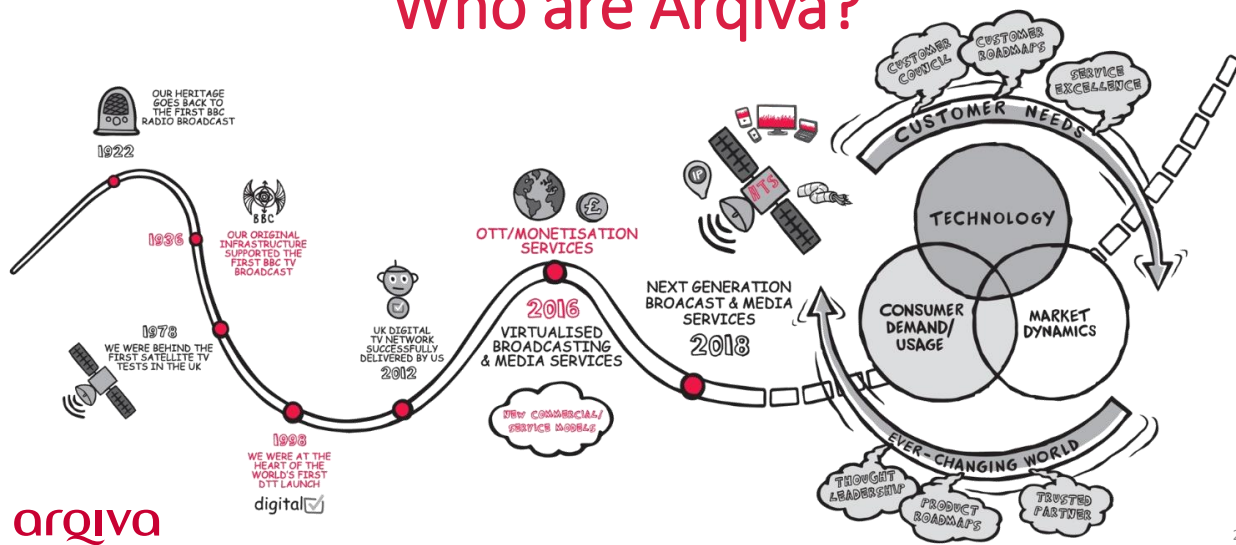 Who are Arqiva?
OUR HERITAGE
GOES BACK TO
THE FIRST BBC
RADIO BROADCAST
1922
1936
BBC
OUR ORIGINAL
INFRASTRUCTURE
SUPPORTED THE
FIRST BBC TV
BROADCAST
1978
WE WERE BEHIND THE
FIRST SATELLITE TV
TESTS IN THE UK
1998
WE WERE AT THE
HEART OF THE
WORLD'S FIRST
DTT LAUNCH
digital
UK DIGITAL
TV NETWORK
SUCCESSFULLY
DELIVERED BY US
2012
£
OTT/MONETISATION
SERVICES
2016
VIRTUALISED
BROADCASTING
& MEDIA SERVICES
NEW COMMERCIAL/
SERVICE MODELS
IP
NEXT GENERATION
BROACAST & MEDIA
SERVICES
2018
CUSTOMER
COUNCIL
CUSTOMER
ROADMAPS
SERVICE
EXCELLENCE
CUSTOMER NEEDS
TECHNOLOGY
CONSUMER
DEMAND/
USAGE
MARKET
DYNAMICS
EVER-CHANGING WORLD
THOUGHT
LEADERSHIP
PRODUCT
ROADMAPS
TRUSTED
PARTNER
arqiva
2